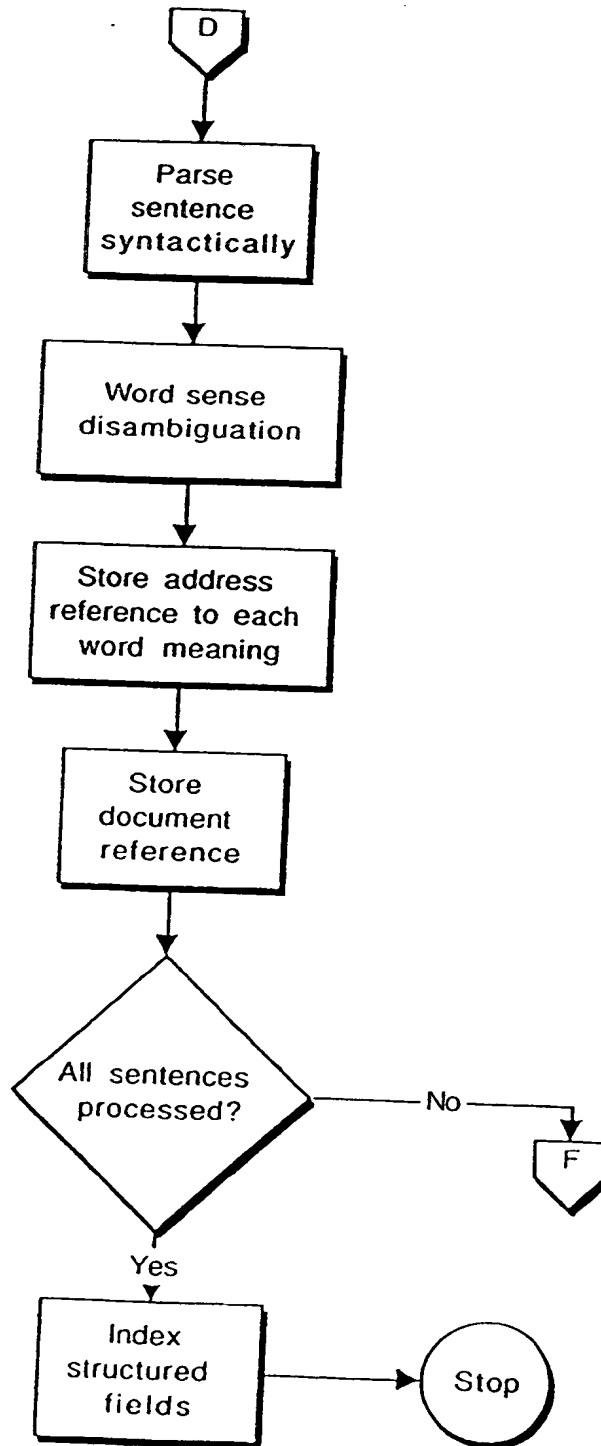 D
Parse
sentence
syntactically
Word sense
disambiguation
Store address
reference to each
word meaning
Store
document
reference
All sentences
processed?
No
F
Yes
Index
structured
fields
Stop